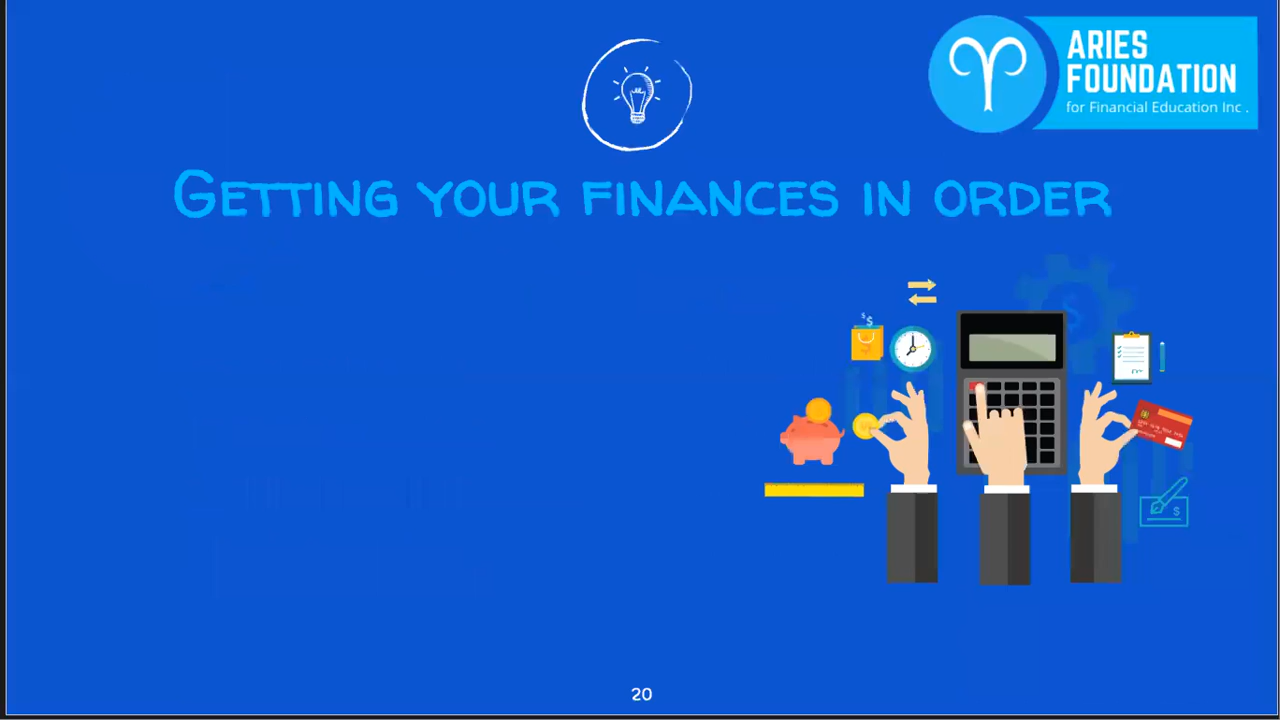 ARIES
FOUNDATION
for Financial Education Inc .
GETTING YOUR FINANCES IN ORDER
20